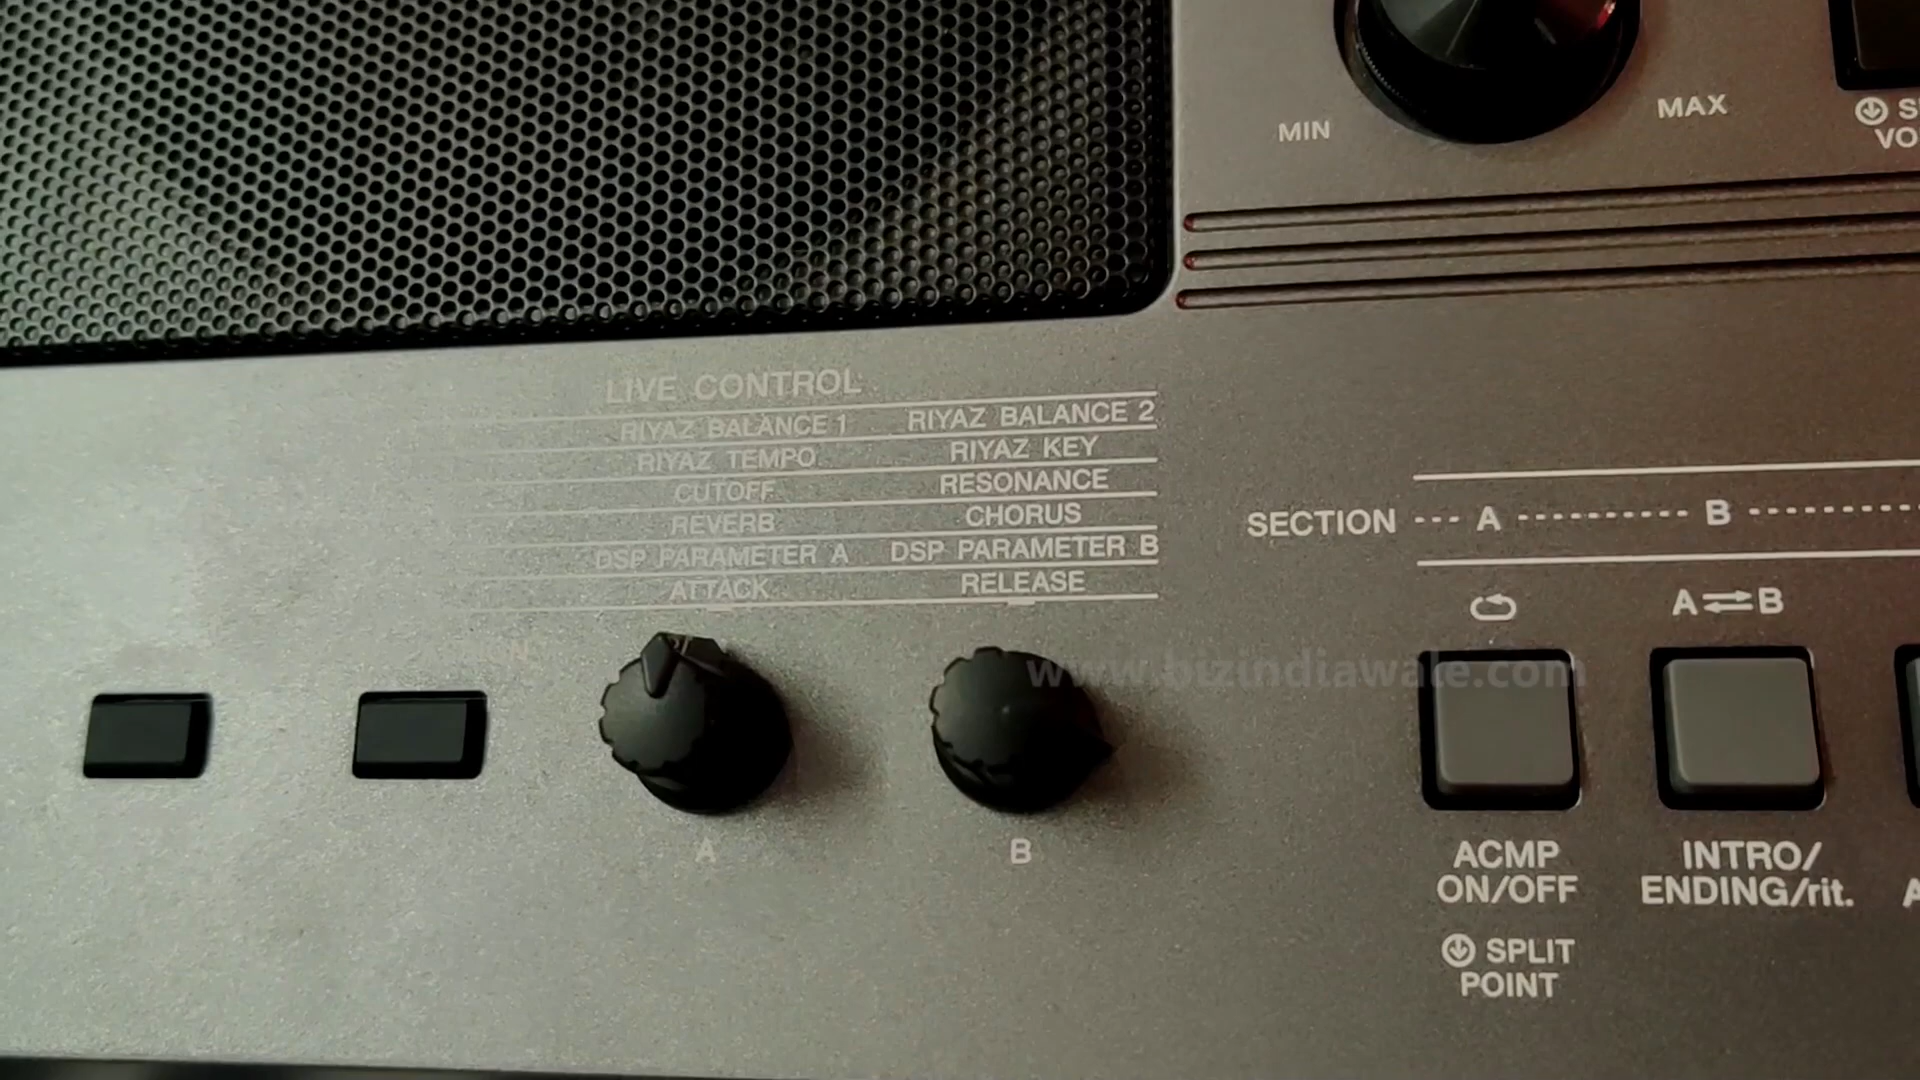 MIN
MAX
LIVE CONTROL
RIYAZ BALANCE 1 RIYAZ BALANCE 2
RIYAZ TEMPO RIYAZ KEY
CUTOFF RESONANCE
REVERB CHORUS
DSP PARAMETER A DSP PARAMETER B
ATTACK RELEASE
A
B
SECTION A B
A B
www.bizindiawale.com
ACMP
ON/OFF
SPLIT
POINT
INTRO/
ENDING/rit.